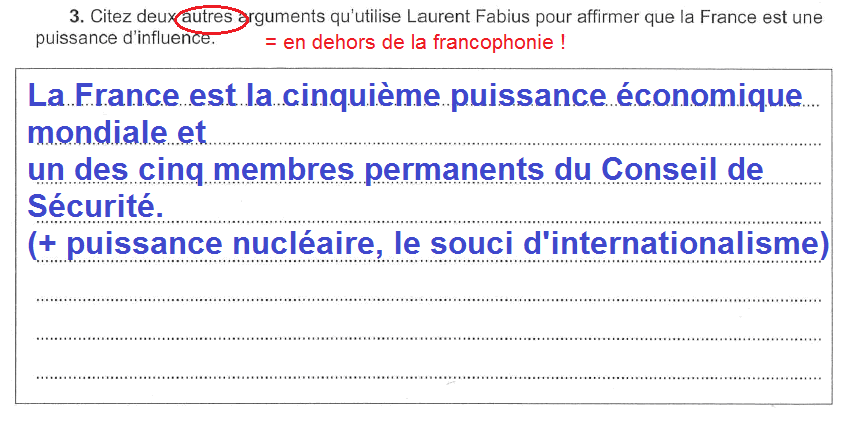 3. Citez deux autres arguments qu'utilise Laurent Fabius pour affirmer que la France est une
puissance d'influence.
= en dehors de la francophonie !
La France est la cinquième puissance économique
mondiale et
un des cinq membres permanents du Conseil de
Sécurité.
(+ puissance nucléaire, le souci d'internationalisme)